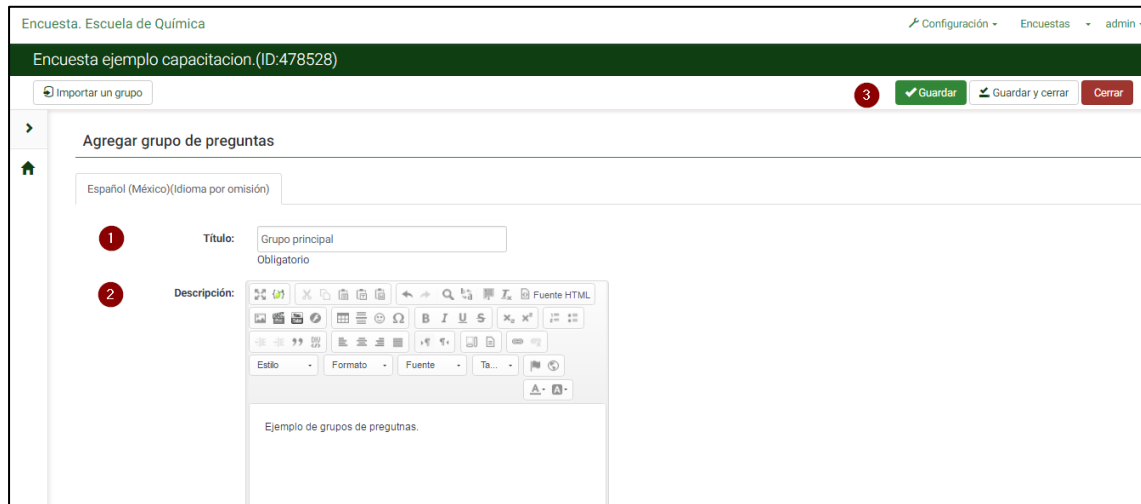 Encuesta. Escuela de Química Configuración Encuestas admin
Encuesta ejemplo capacitacion.(ID:478528)
Importar un grupo 3 Guardar Guardar y cerrar Cerrar
Agregar grupo de preguntas
Español (México)(Idioma por omisión)
1 Título: Grupo principal
Obligatorio
2 Descripción: Fuente HTML
B I U S x₂ x²
Estilo Formato Fuente Ta...
A A
Ejemplo de grupos de pregutnas.